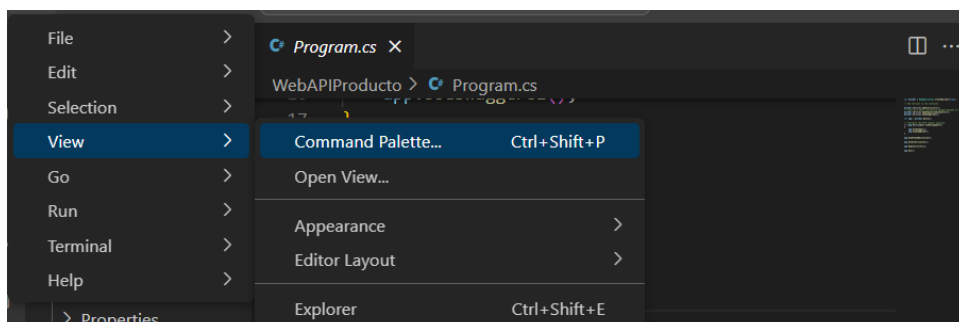 File
Edit
Selection
View
Go
Run
Terminal
Help
Properties
Program.cs
WebAPIProducto > Program.cs
17 }
Command Palette... Ctrl+Shift+P
Open View...
Appearance
Editor Layout
Explorer Ctrl+Shift+E